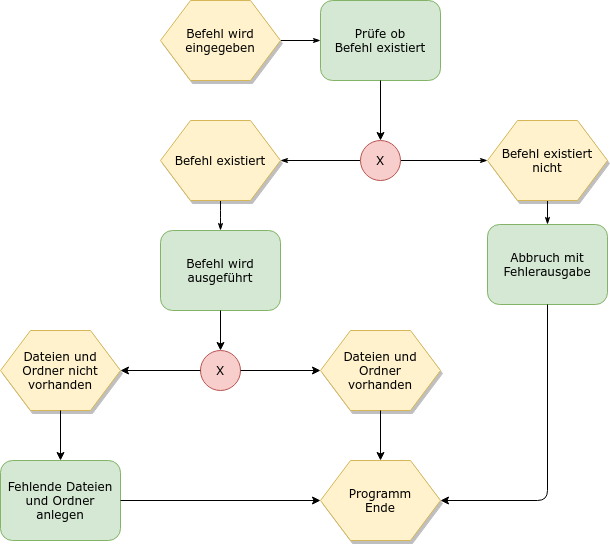 Befehl wird
eingegeben
Prüfe ob
Befehl existiert
Befehl existiert
X
Befehl existiert
nicht
Befehl wird
ausgeführt
Abbruch mit
Fehlerausgabe
Dateien und
Ordner nicht
vorhanden
X
Dateien und
Ordner
vorhanden
Fehlende Dateien
und Ordner
anlegen
Programm
Ende